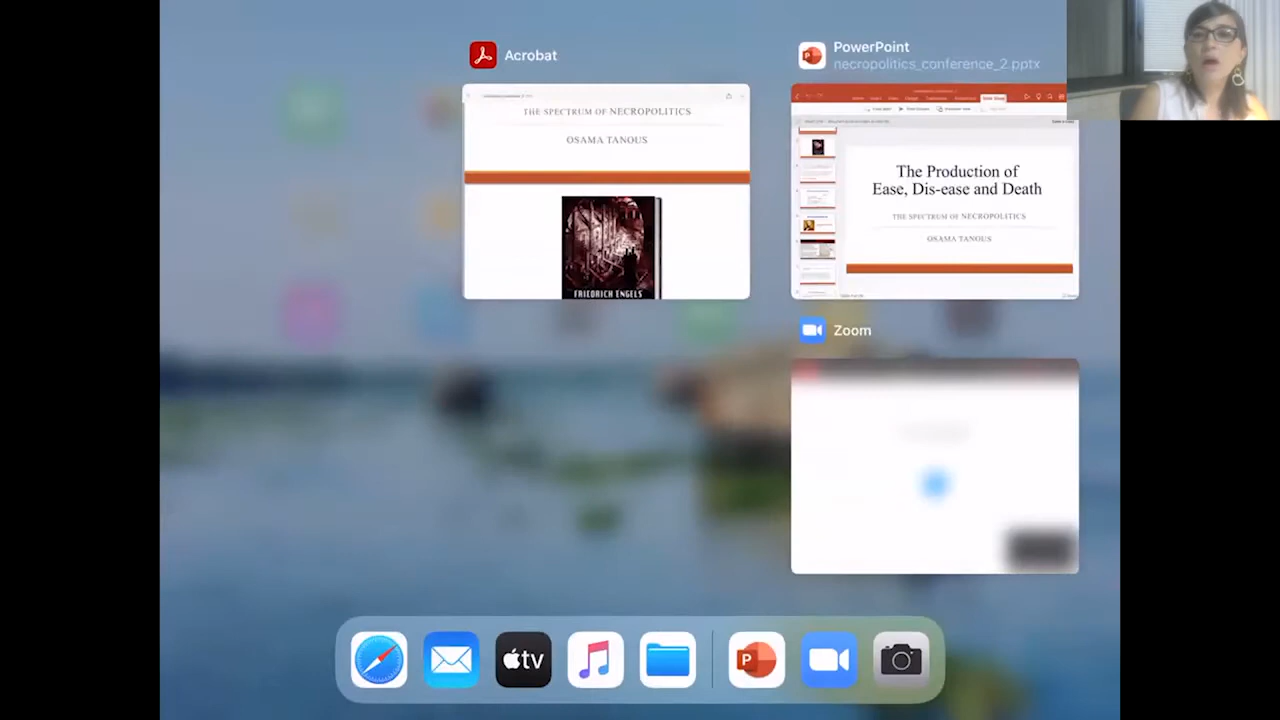 Acrobat
THE SPECTRUM OF NECROPOLITICS
OSAMA TANOUS
FRIEDRICH ENGELS
PowerPoint
necropolitics_conference_2.pptx
The Production of
Ease, Dis-ease and Death
THE SPECTRUM OF NECROPOLITICS
OSAMA TANOUS
Zoom
tv